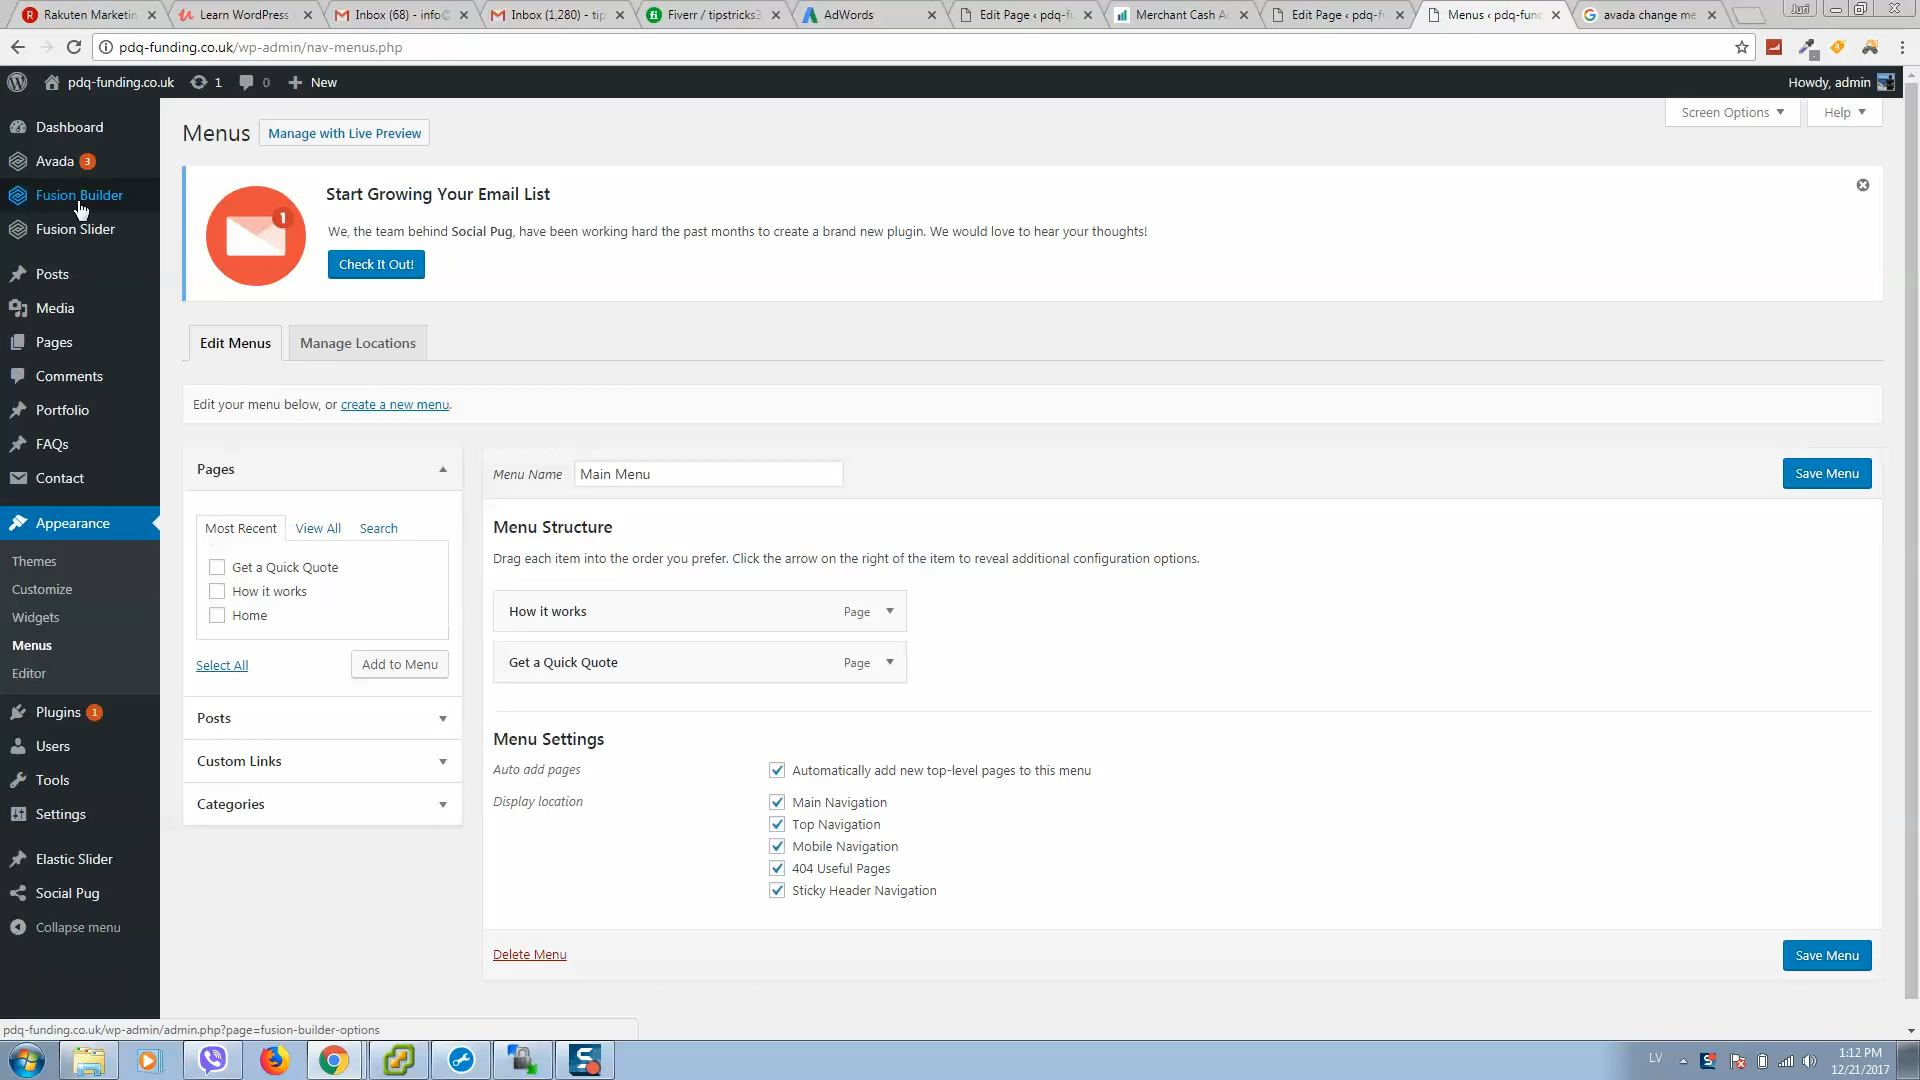 Rakuten Marketin
Learn WordPress
Inbox (68) - info@
Inbox (1,280) - tip
Fiverr / tipstricks3
AdWords
Edit Page ‹ pdq-f
Merchant Cash A
Edit Page ‹ pdq-f
Menus ‹ pdq-fun
avada change me
Juri
pdq-funding.co.uk/wp-admin/nav-menus.php
pdq-funding.co.uk 1 0 New
Howdy, admin
Dashboard
Avada 3
Fusion Builder
Fusion Slider
Posts
Media
Pages
Comments
Portfolio
FAQs
Contact
Appearance
Themes
Customize
Widgets
Menus
Editor
Plugins 1
Users
Tools
Settings
Elastic Slider
Social Pug
Collapse menu
Screen Options
Help
Menus
Manage with Live Preview
1
Start Growing Your Email List
We, the team behind Social Pug, have been working hard the past months to create a brand new plugin. We would love to hear your thoughts!
Check It Out!
Edit Menus
Manage Locations
Edit your menu below, or create a new menu.
Pages
Most Recent View All Search
Get a Quick Quote
How it works
Home
Select All
Add to Menu
Posts
Custom Links
Categories
Menu Name Main Menu
Save Menu
Menu Structure
Drag each item into the order you prefer. Click the arrow on the right of the item to reveal additional configuration options.
How it works Page
Get a Quick Quote Page
Menu Settings
Auto add pages
Automatically add new top-level pages to this menu
Display location
Main Navigation
Top Navigation
Mobile Navigation
404 Useful Pages
Sticky Header Navigation
Delete Menu
Save Menu
pdq-funding.co.uk/wp-admin/admin.php?page=fusion-builder-options
LV
1:12 PM
12/21/2017